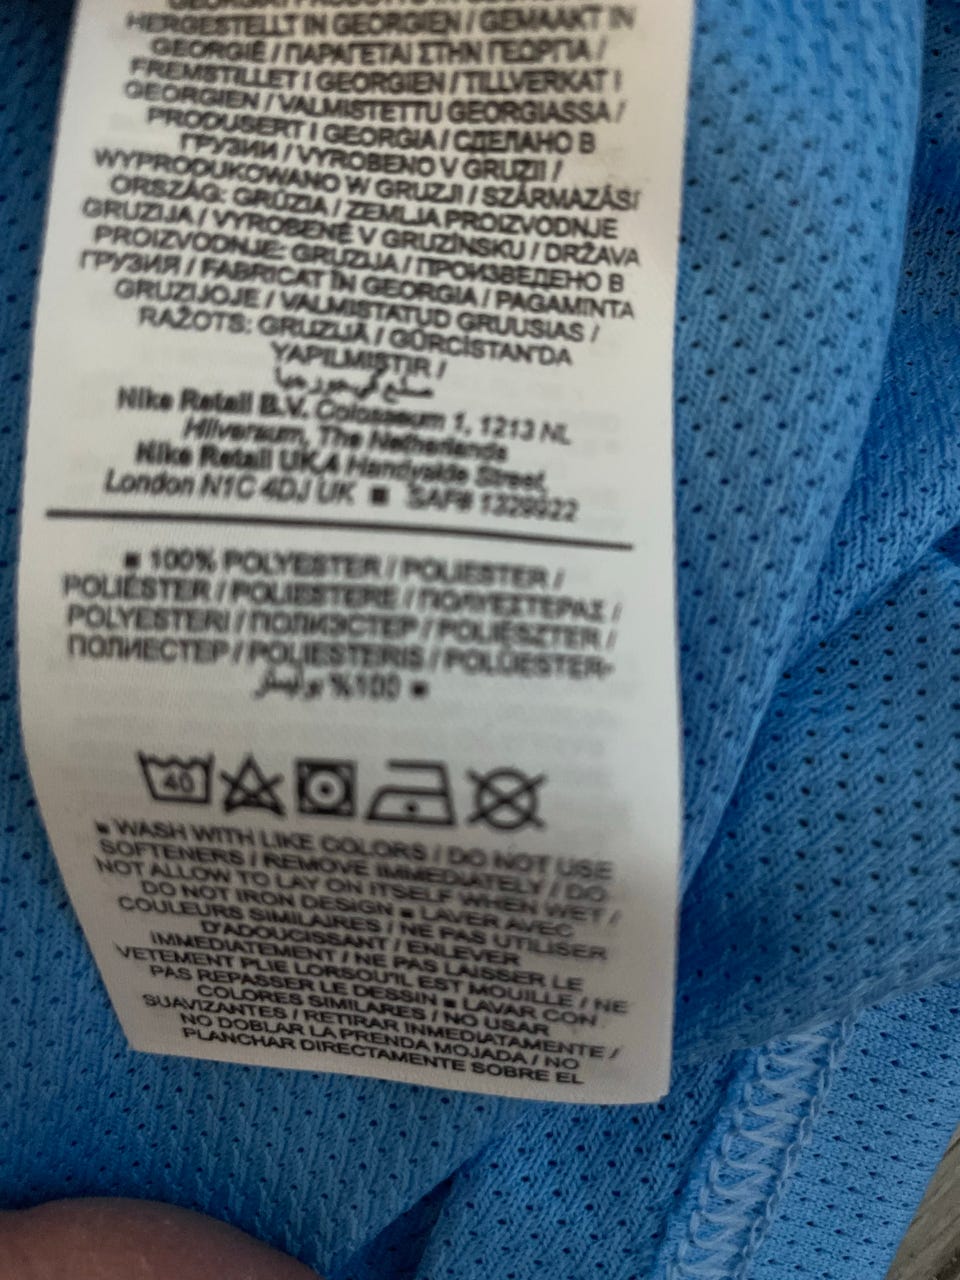 HERGESTELLT IN GEORGIEN / GEMAAKT IN
GEORGIË / ΠΑΡΑΓΕΤΑΙ ΣΤΗΝ ΓΕΩΡΓΙΑ /
FREMSTILLET I GEORGIEN / TILLVERKAT I
GEORGIEN / VALMISTETTU GEORGIASSA /
PRODUSERT I GEORGIA / СДЕЛАНО В
ГРУЗИИ / VYROBENO V GRUZII /
WYPRODUKOWANO W GRUZJI / SZÁRMAZÁSI
ORSZÁG: GRÚZIA / ZEMLJA PROIZVODNJE
GRUZIJA / VYROBENÉ V GRUZÍNSKU / DRŽAVA
PROIZVODNJE: GRUZIJA / ПРОИЗВЕДЕНО В
ГРУЗИЯ / FABRICAT ÎN GEORGIA / PAGAMINTA
GRUZIJOJE / VALMISTATUD GRUUSIAS /
RAŽOTS: GRUZIJĀ / GÜRCİSTAN'DA
YAPILMIŞTIR /
Nike Retail B.V. Colosseum 1, 1213 NL
Hilversum, The Netherlands
Nike Retail UK,4 Handyside Street,
London N1C 4DJ UK ■ SAF# 1329922
■ 100% POLYESTER / POLIESTER /
POLIÉSTER / POLIESTERE / ΠΟΛΥΕΣΤΕΡΑΣ /
POLYESTERI / ПОЛИЭСТЕР / POLIÉSZTER /
ПОЛИЕСТЕР / POLIESTERIS / POLÜESTER-
%100 ■
40
■ WASH WITH LIKE COLORS / DO NOT USE
SOFTENERS / REMOVE IMMEDIATELY / DO
NOT ALLOW TO LAY ON ITSELF WHEN WET /
DO NOT IRON DESIGN ■ LAVER AVEC
COULEURS SIMILAIRES / NE PAS UTILISER
D'ADOUCISSANT / ENLEVER
IMMEDIATEMENT / NE PAS LAISSER LE
VETEMENT PLIE LORSQU'IL EST MOUILLE / NE
PAS REPASSER LE DESSIN ■ LAVAR CON
COLORES SIMILARES / NO USAR
SUAVIZANTES / RETIRAR INMEDIATAMENTE /
NO DOBLAR LA PRENDA MOJADA / NO
PLANCHAR DIRECTAMENTE SOBRE EL